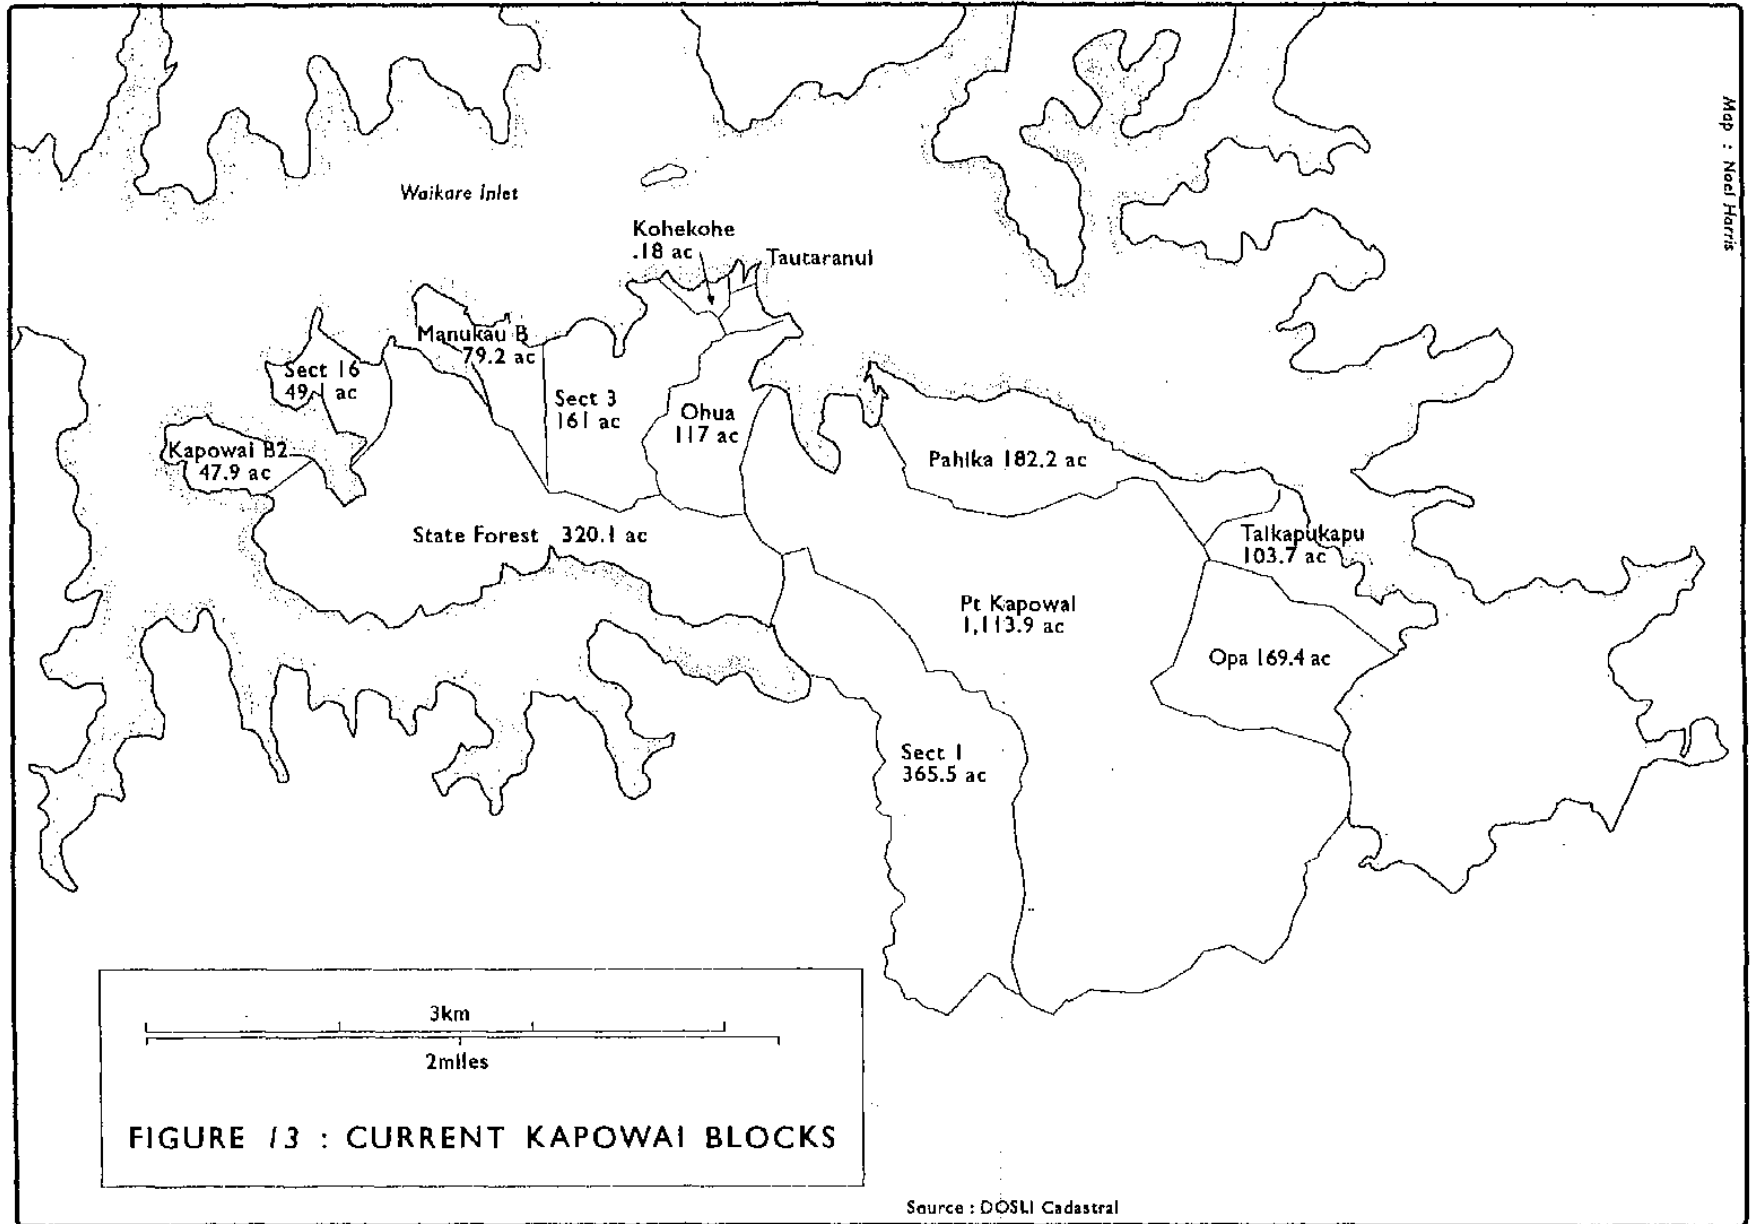 Map : Noel Harris
Waikare Inlet
Kohekohe
.18 ac
Tautaranui
Manukau B
79.2 ac
Sect 16
49.1 ac
Sect 3
161 ac
Ohua
117 ac
Kapowai B2
47.9 ac
Pahika 182.2 ac
State Forest 320.1 ac
Taikapukapu
103.7 ac
Pt Kapowai
1,113.9 ac
Opa 169.4 ac
Sect 1
365.5 ac
3km
2miles
FIGURE 13 : CURRENT KAPOWAI BLOCKS
Source : DOSLI Cadastral